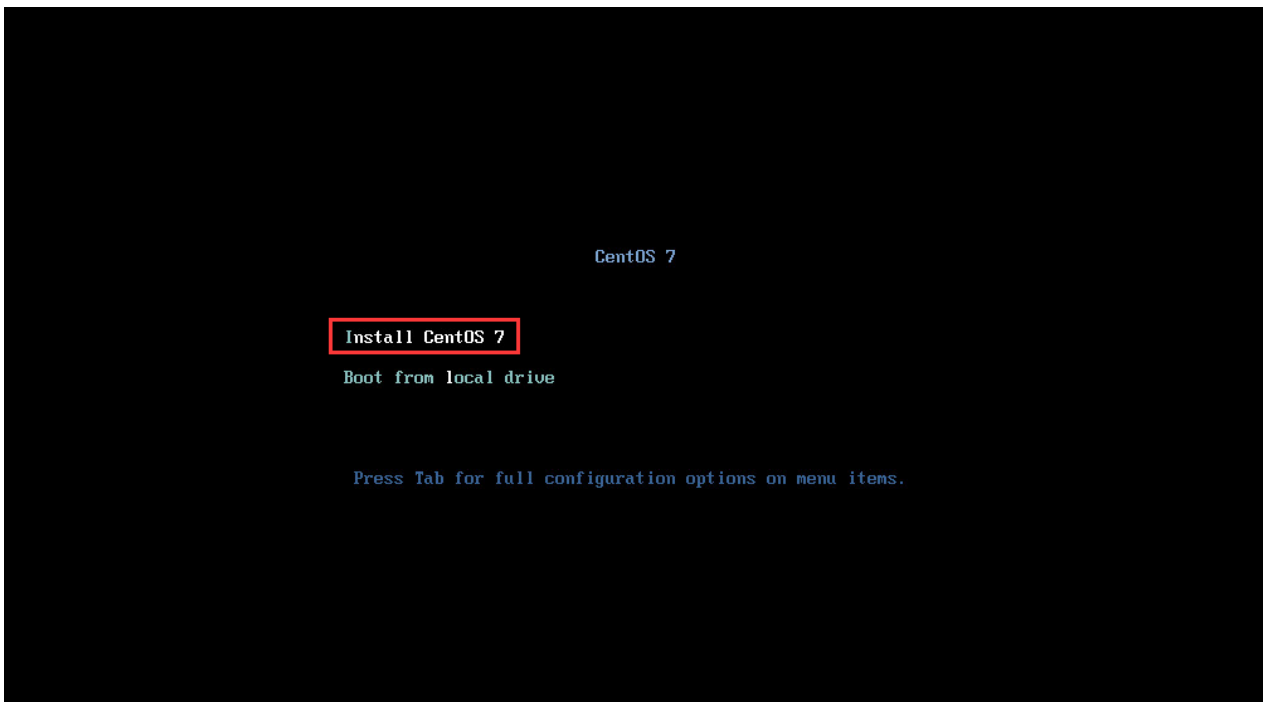 CentOS 7
Install CentOS 7
Boot from local drive
Press Tab for full configuration options on menu items.